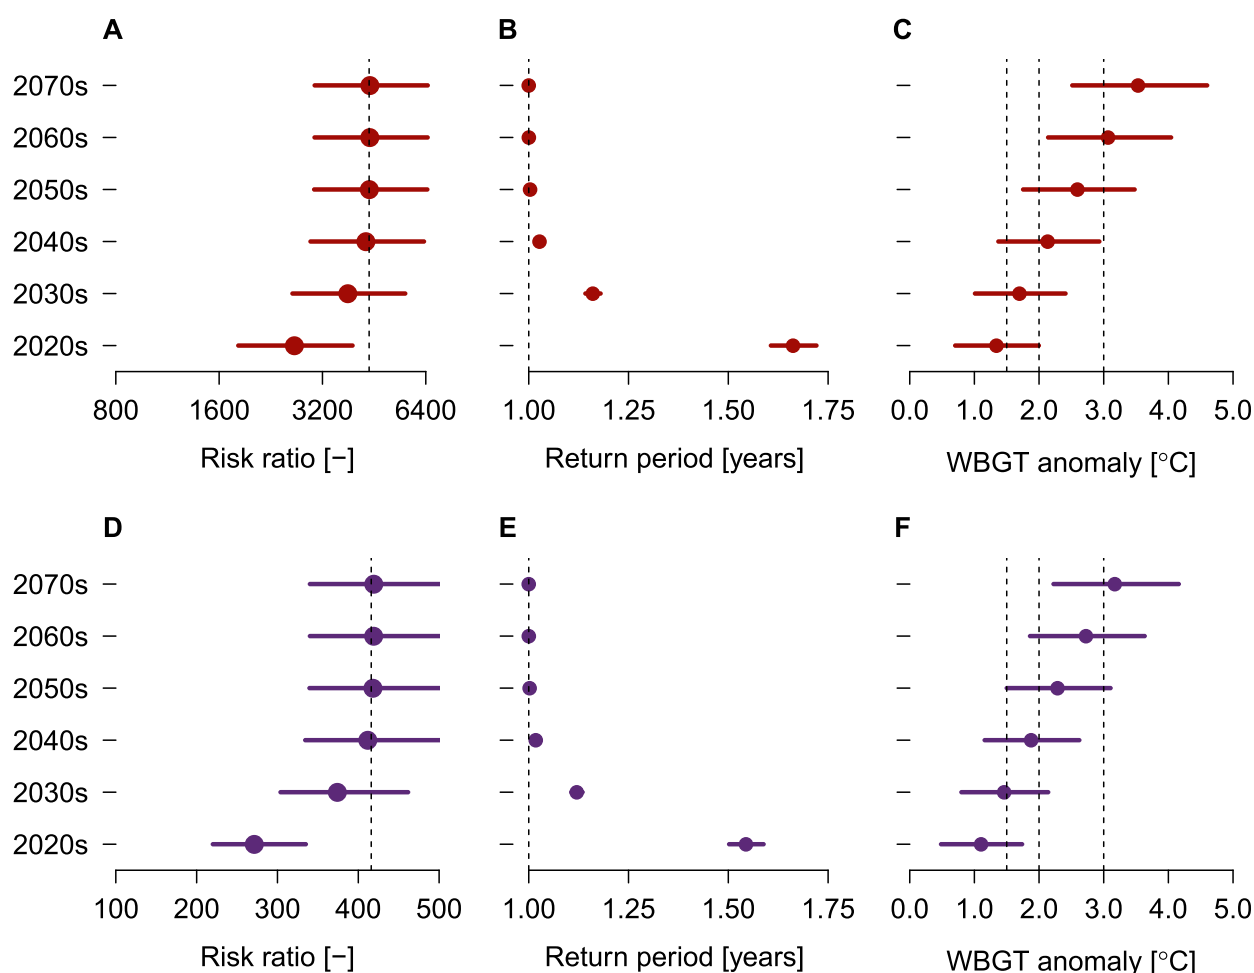 A B C
2070s
2060s
2050s
2040s
2030s
2020s
800 1600 3200 6400 1.00 1.25 1.50 1.75 0.0 1.0 2.0 3.0 4.0 5.0
Risk ratio [−] Return period [years] WBGT anomaly [°C]
D E F
2070s
2060s
2050s
2040s
2030s
2020s
100 200 300 400 500 1.00 1.25 1.50 1.75 0.0 1.0 2.0 3.0 4.0 5.0
Risk ratio [−] Return period [years] WBGT anomaly [°C]